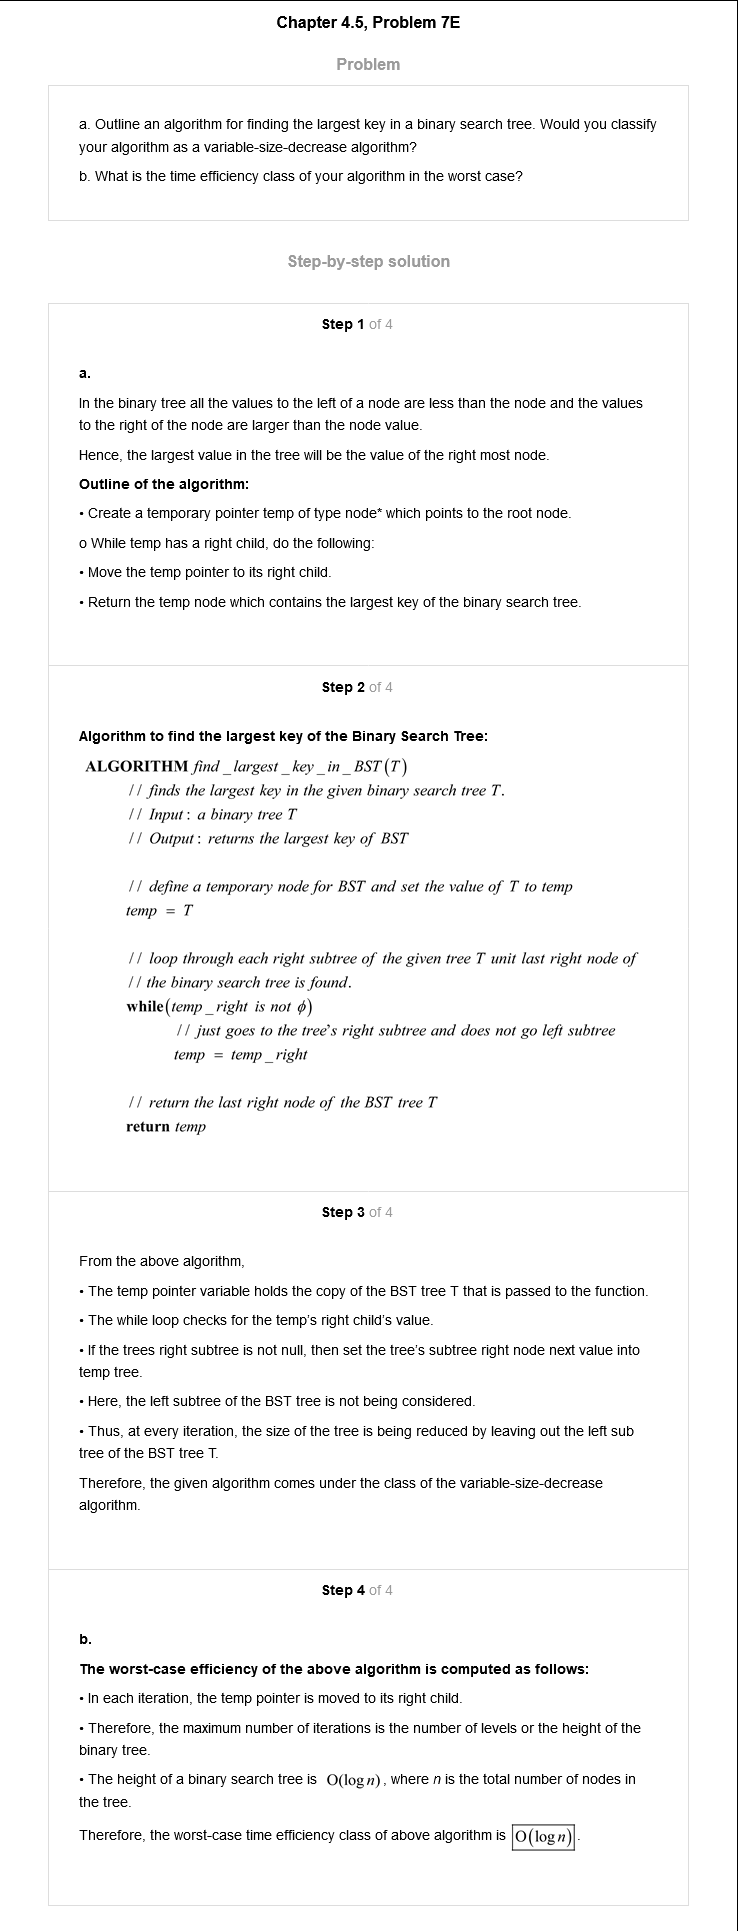 Chapter 4.5, Problem 7E
Problem
a. Outline an algorithm for finding the largest key in a binary search tree. Would you classify
your algorithm as a variable-size-decrease algorithm?
b. What is the time efficiency class of your algorithm in the worst case?
Step-by-step solution
Step 1 of 4
a.
In the binary tree all the values to the left of a node are less than the node and the values
to the right of the node are larger than the node value.
Hence, the largest value in the tree will be the value of the right most node.
Outline of the algorithm:
• Create a temporary pointer temp of type node* which points to the root node.
o While temp has a right child, do the following:
• Move the temp pointer to its right child.
• Return the temp node which contains the largest key of the binary search tree.
Step 2 of 4
Algorithm to find the largest key of the Binary Search Tree:
ALGORITHM find_largest_key_in_BST(T)
// finds the largest key in the given binary search tree T.
// Input: a binary tree T
// Output: returns the largest key of BST
// define a temporary node for BST and set the value of T to temp
temp = T
// loop through each right subtree of the given tree T unit last right node of
// the binary search tree is found.
while(temp_right is not ϕ)
// just goes to the tree's right subtree and does not go left subtree
temp = temp_right
// return the last right node of the BST tree T
return temp
Step 3 of 4
From the above algorithm,
• The temp pointer variable holds the copy of the BST tree T that is passed to the function.
• The while loop checks for the temp's right child's value.
• If the trees right subtree is not null, then set the tree's subtree right node next value into
temp tree.
• Here, the left subtree of the BST tree is not being considered.
• Thus, at every iteration, the size of the tree is being reduced by leaving out the left sub
tree of the BST tree T.
Therefore, the given algorithm comes under the class of the variable-size-decrease
algorithm.
Step 4 of 4
b.
The worst-case efficiency of the above algorithm is computed as follows:
• In each iteration, the temp pointer is moved to its right child.
• Therefore, the maximum number of iterations is the number of levels or the height of the
binary tree.
• The height of a binary search tree is O(log n), where n is the total number of nodes in
the tree.
Therefore, the worst-case time efficiency class of above algorithm is O(log n).